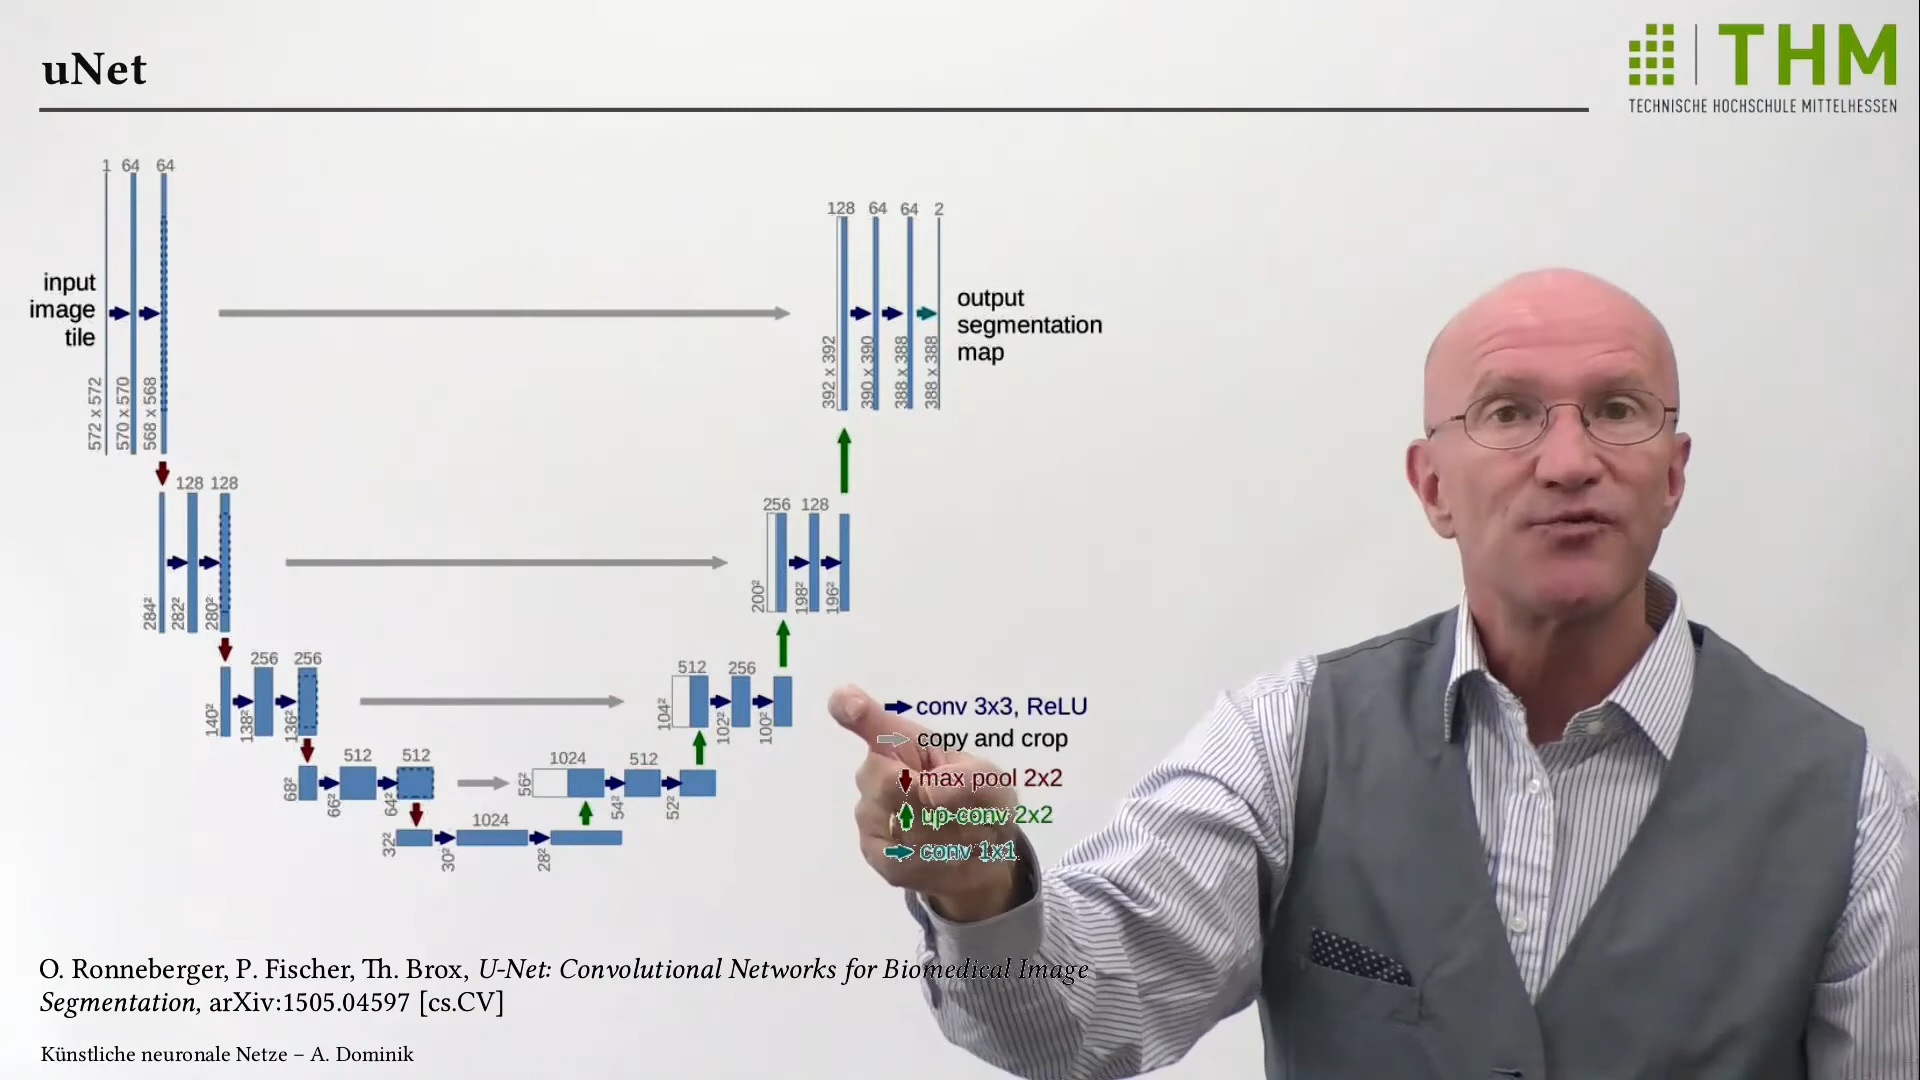 uNet
THM
TECHNISCHE HOCHSCHULE MITTELHESSEN
1 64 64
128 64 64 2
input
image
tile
output
segmentation
map
572 x 572
570 x 570
568 x 568
392 x 392
390 x 390
388 x 388
388 x 388
128 128
256 128
284²
282²
280²
200²
198²
196²
256 256
512 256
140²
138²
136²
104²
102²
100²
512 512
1024 512
68²
66²
64²
56²
54²
52²
1024
32²
30²
28²
conv 3x3, ReLU
copy and crop
max pool 2x2
up-conv 2x2
conv 1x1
O. Ronneberger, P. Fischer, Th. Brox, U-Net: Convolutional Networks for Biomedical Image
Segmentation, arXiv:1505.04597 [cs.CV]
Künstliche neuronale Netze – A. Dominik